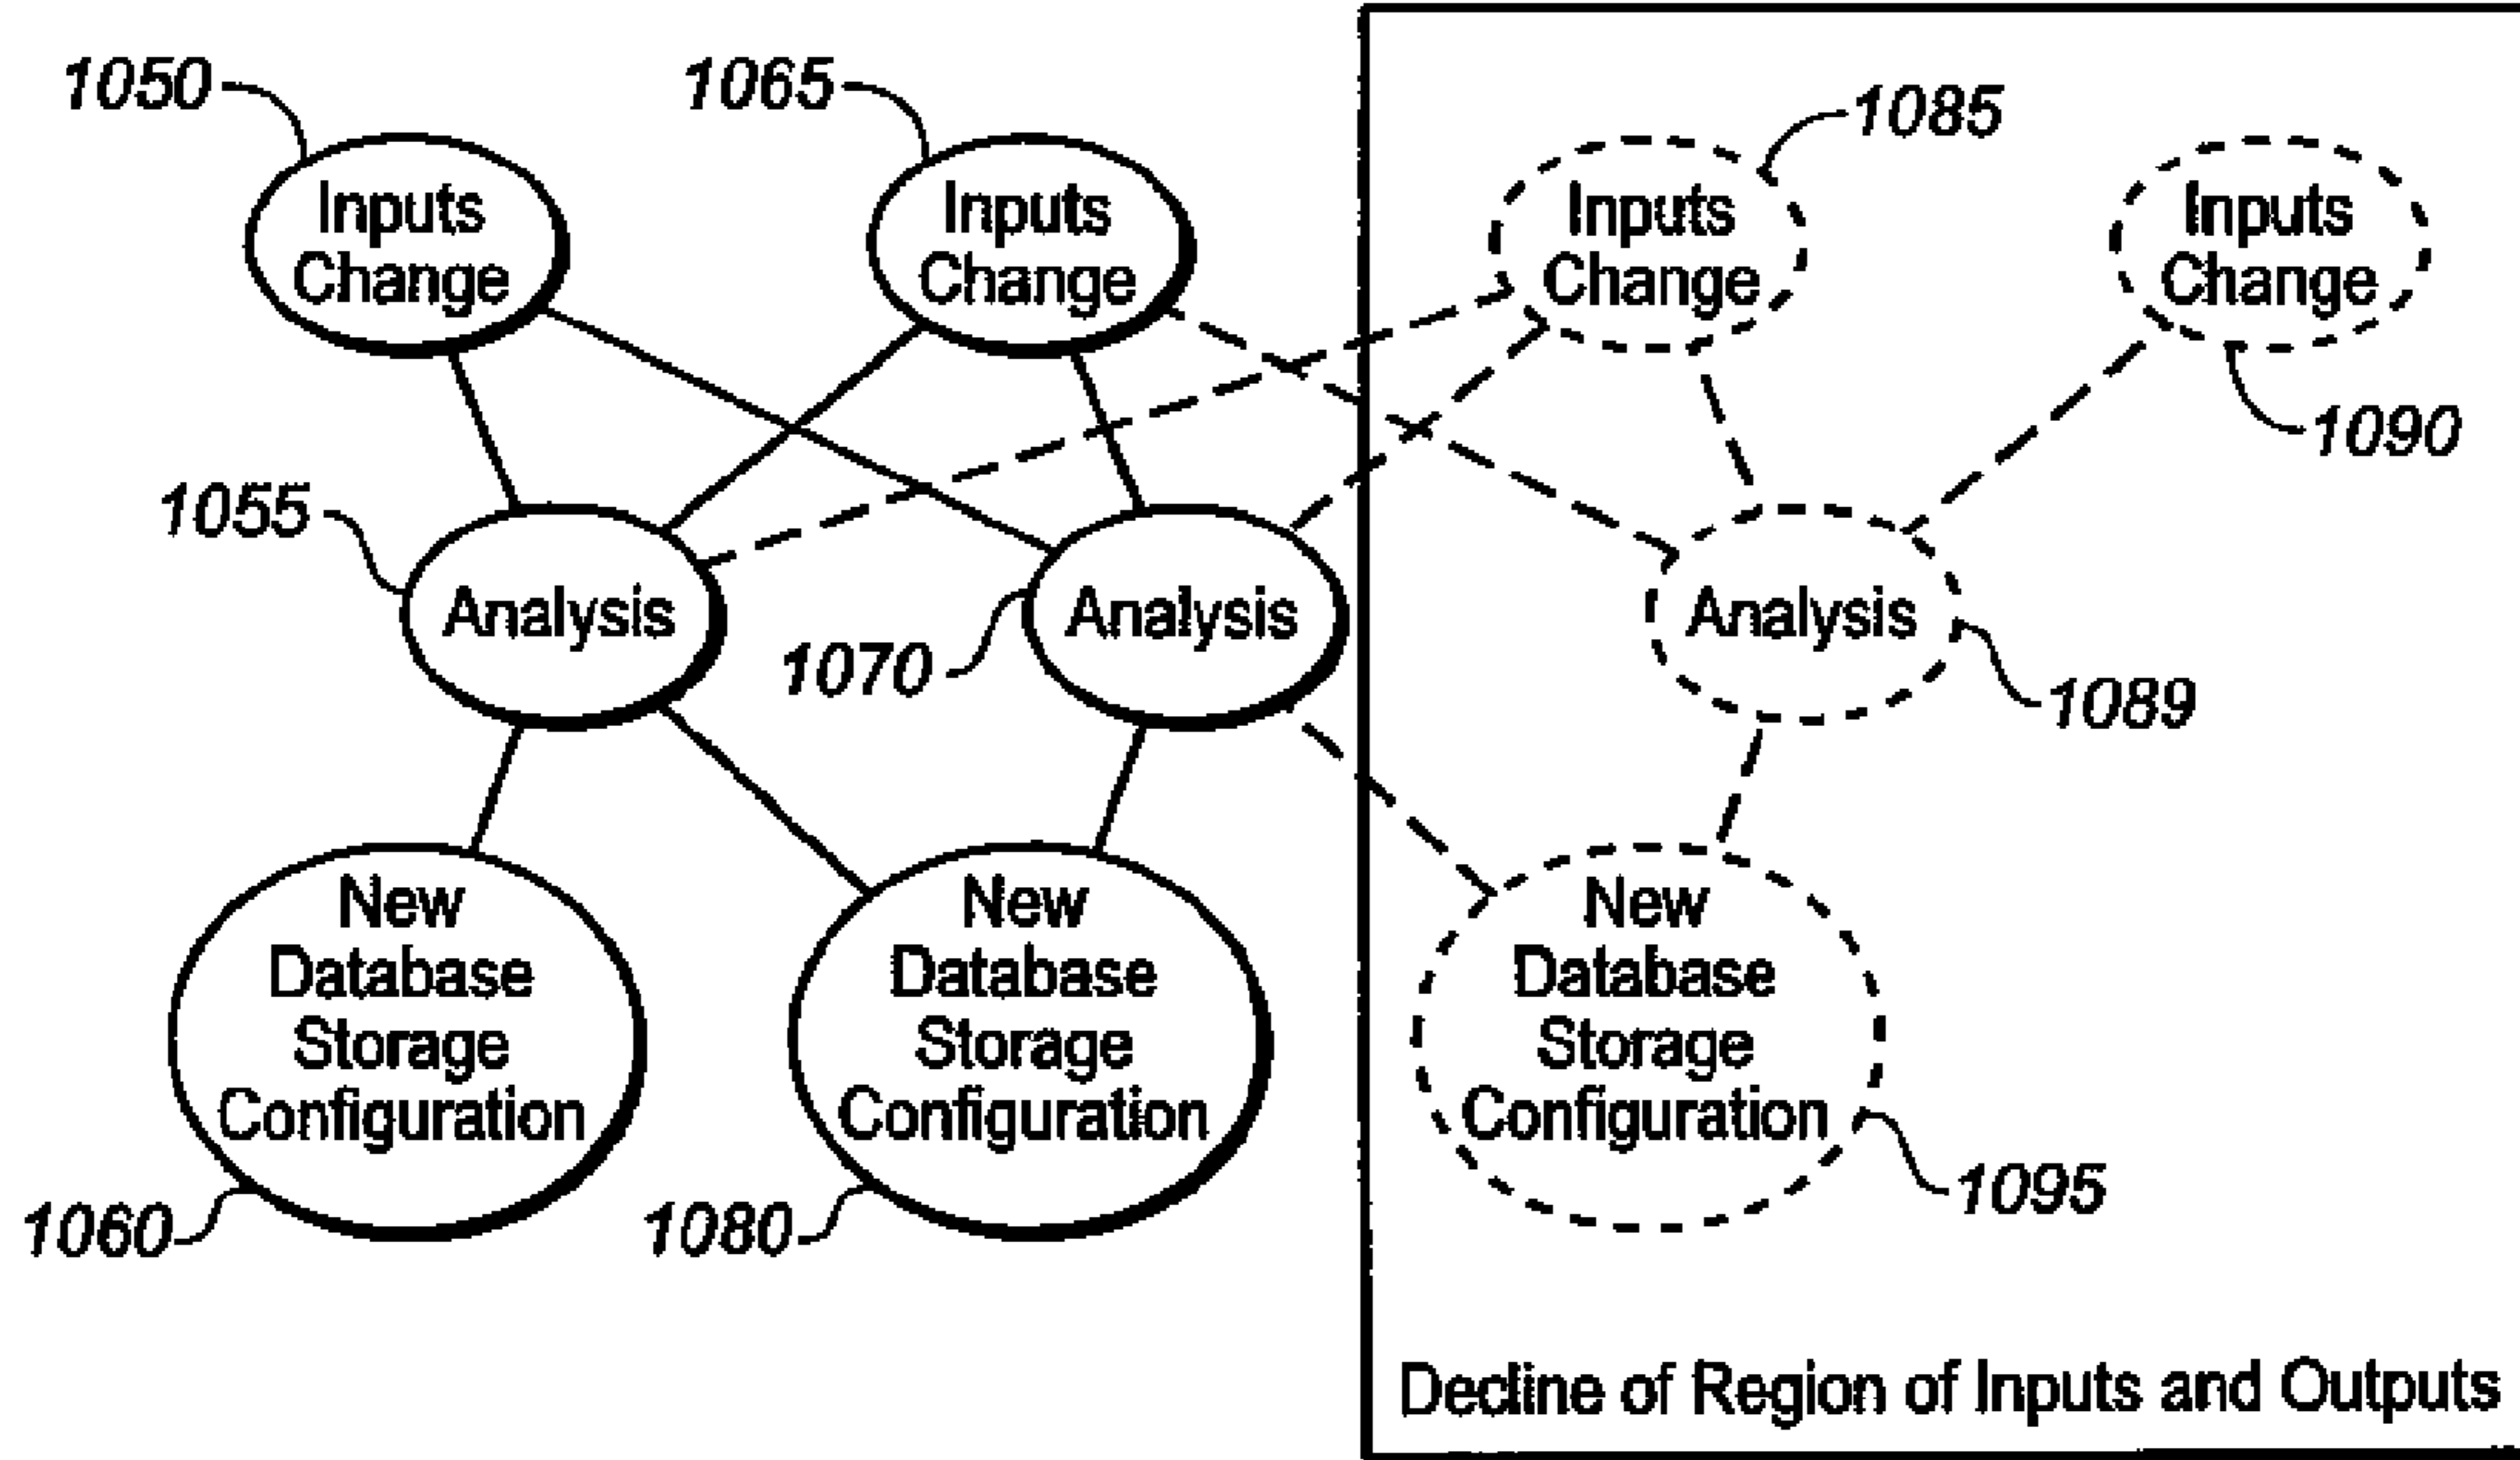 1050
1065
1085
Inputs
Change
Inputs
Change
Inputs
Change
Inputs
Change
1090
1055
Analysis
1070
Analysis
Analysis
1089
New
Database
Storage
Configuration
New
Database
Storage
Configuration
New
Database
Storage
Configuration
1060
1080
1095
Decline of Region of Inputs and Outputs